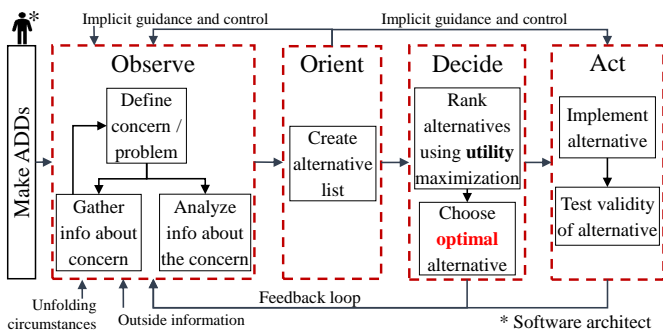 *
Implicit guidance and control
Implicit guidance and control
Make ADDs
Observe
Define
concern /
problem
Gather
info about
concern
Analyze
info about
the concern
Orient
Create
alternative
list
Decide
Rank
alternatives
using utility
maximization
Choose
optimal
alternative
Act
Implement
alternative
Test validity
of alternative
Feedback loop
Unfolding
circumstances
Outside information
* Software architect